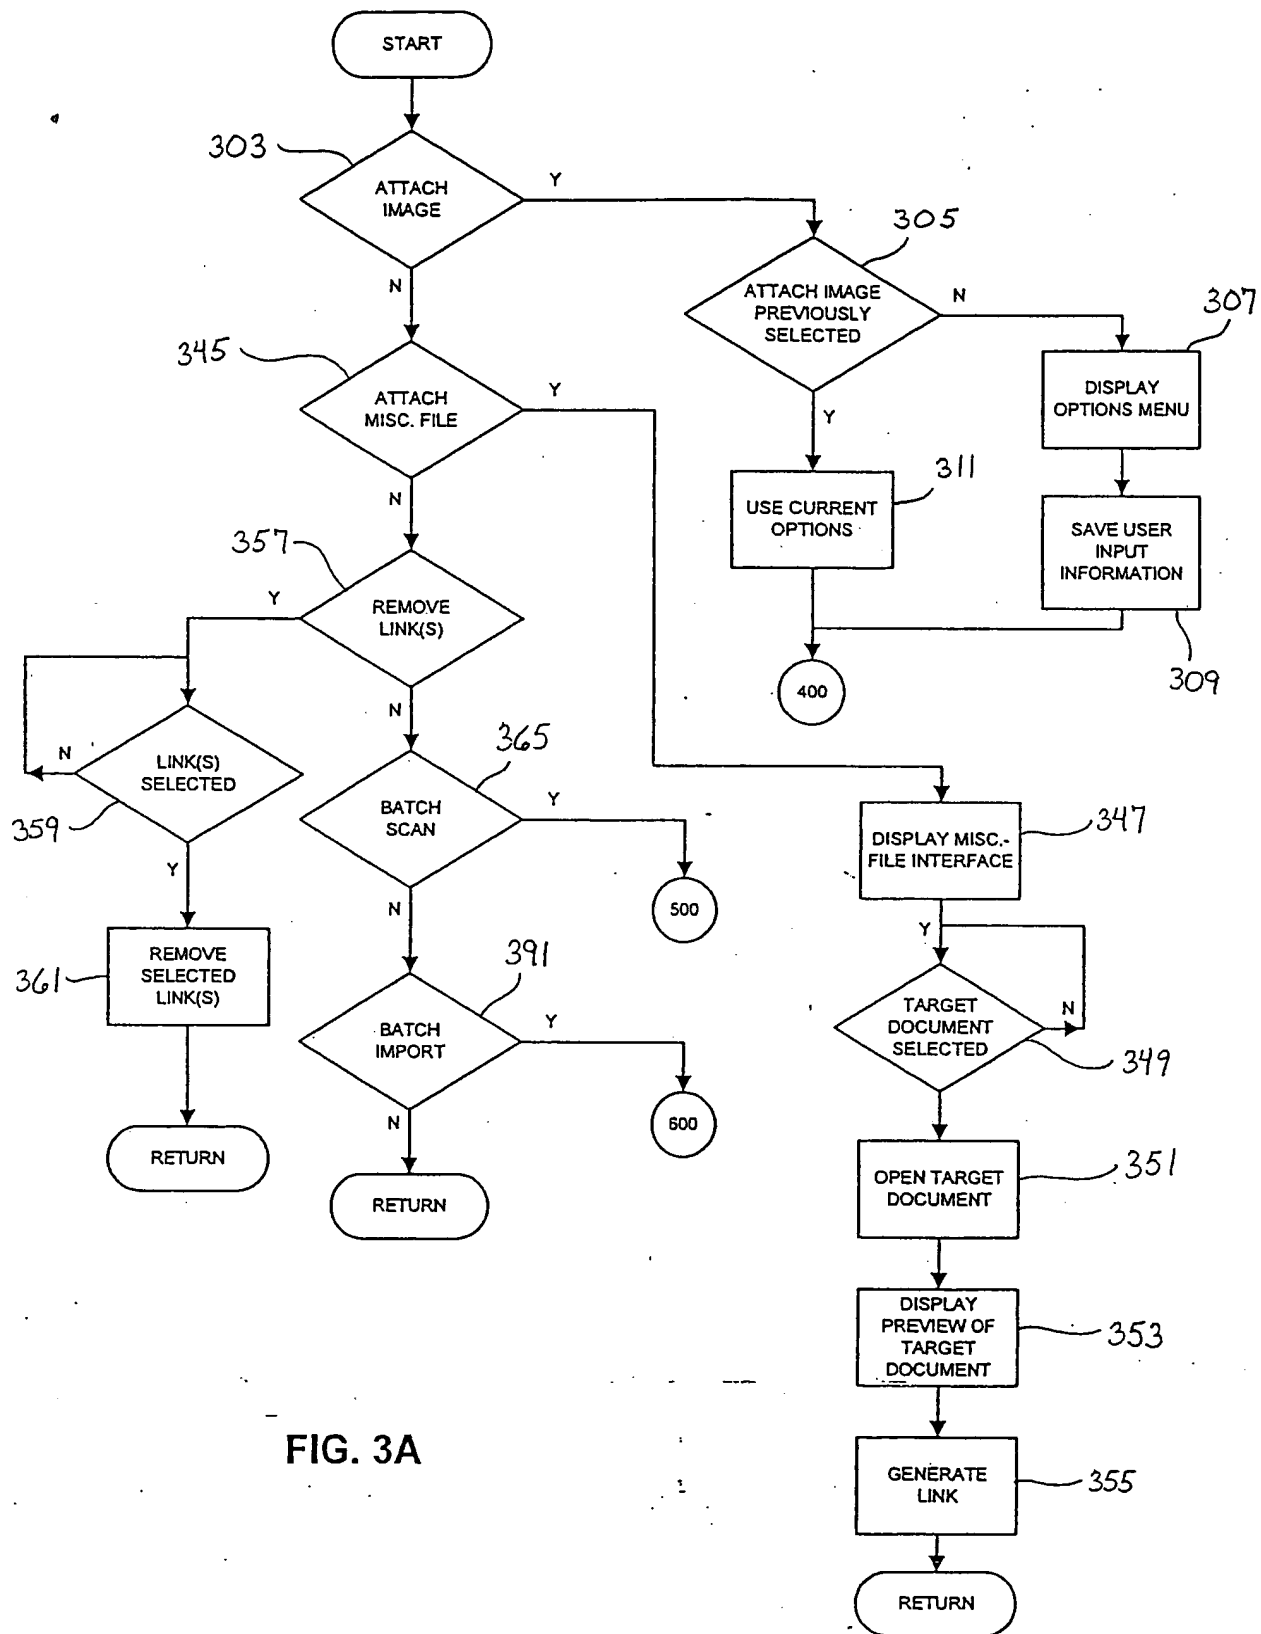 START
303
ATTACH
IMAGE
Y
N
305
ATTACH IMAGE
PREVIOUSLY
SELECTED
N
Y
307
DISPLAY
OPTIONS MENU
345
ATTACH
MISC. FILE
Y
N
311
USE CURRENT
OPTIONS
SAVE USER
INPUT
INFORMATION
309
400
357
REMOVE
LINK(S)
Y
N
LINK(S)
SELECTED
N
359
Y
365
BATCH
SCAN
Y
N
500
347
DISPLAY MISC.-
FILE INTERFACE
Y
TARGET
DOCUMENT
SELECTED
N
349
361
REMOVE
SELECTED
LINK(S)
391
BATCH
IMPORT
Y
N
600
RETURN
RETURN
OPEN TARGET
DOCUMENT
351
DISPLAY
PREVIEW OF
TARGET
DOCUMENT
353
GENERATE
LINK
355
RETURN
FIG. 3A